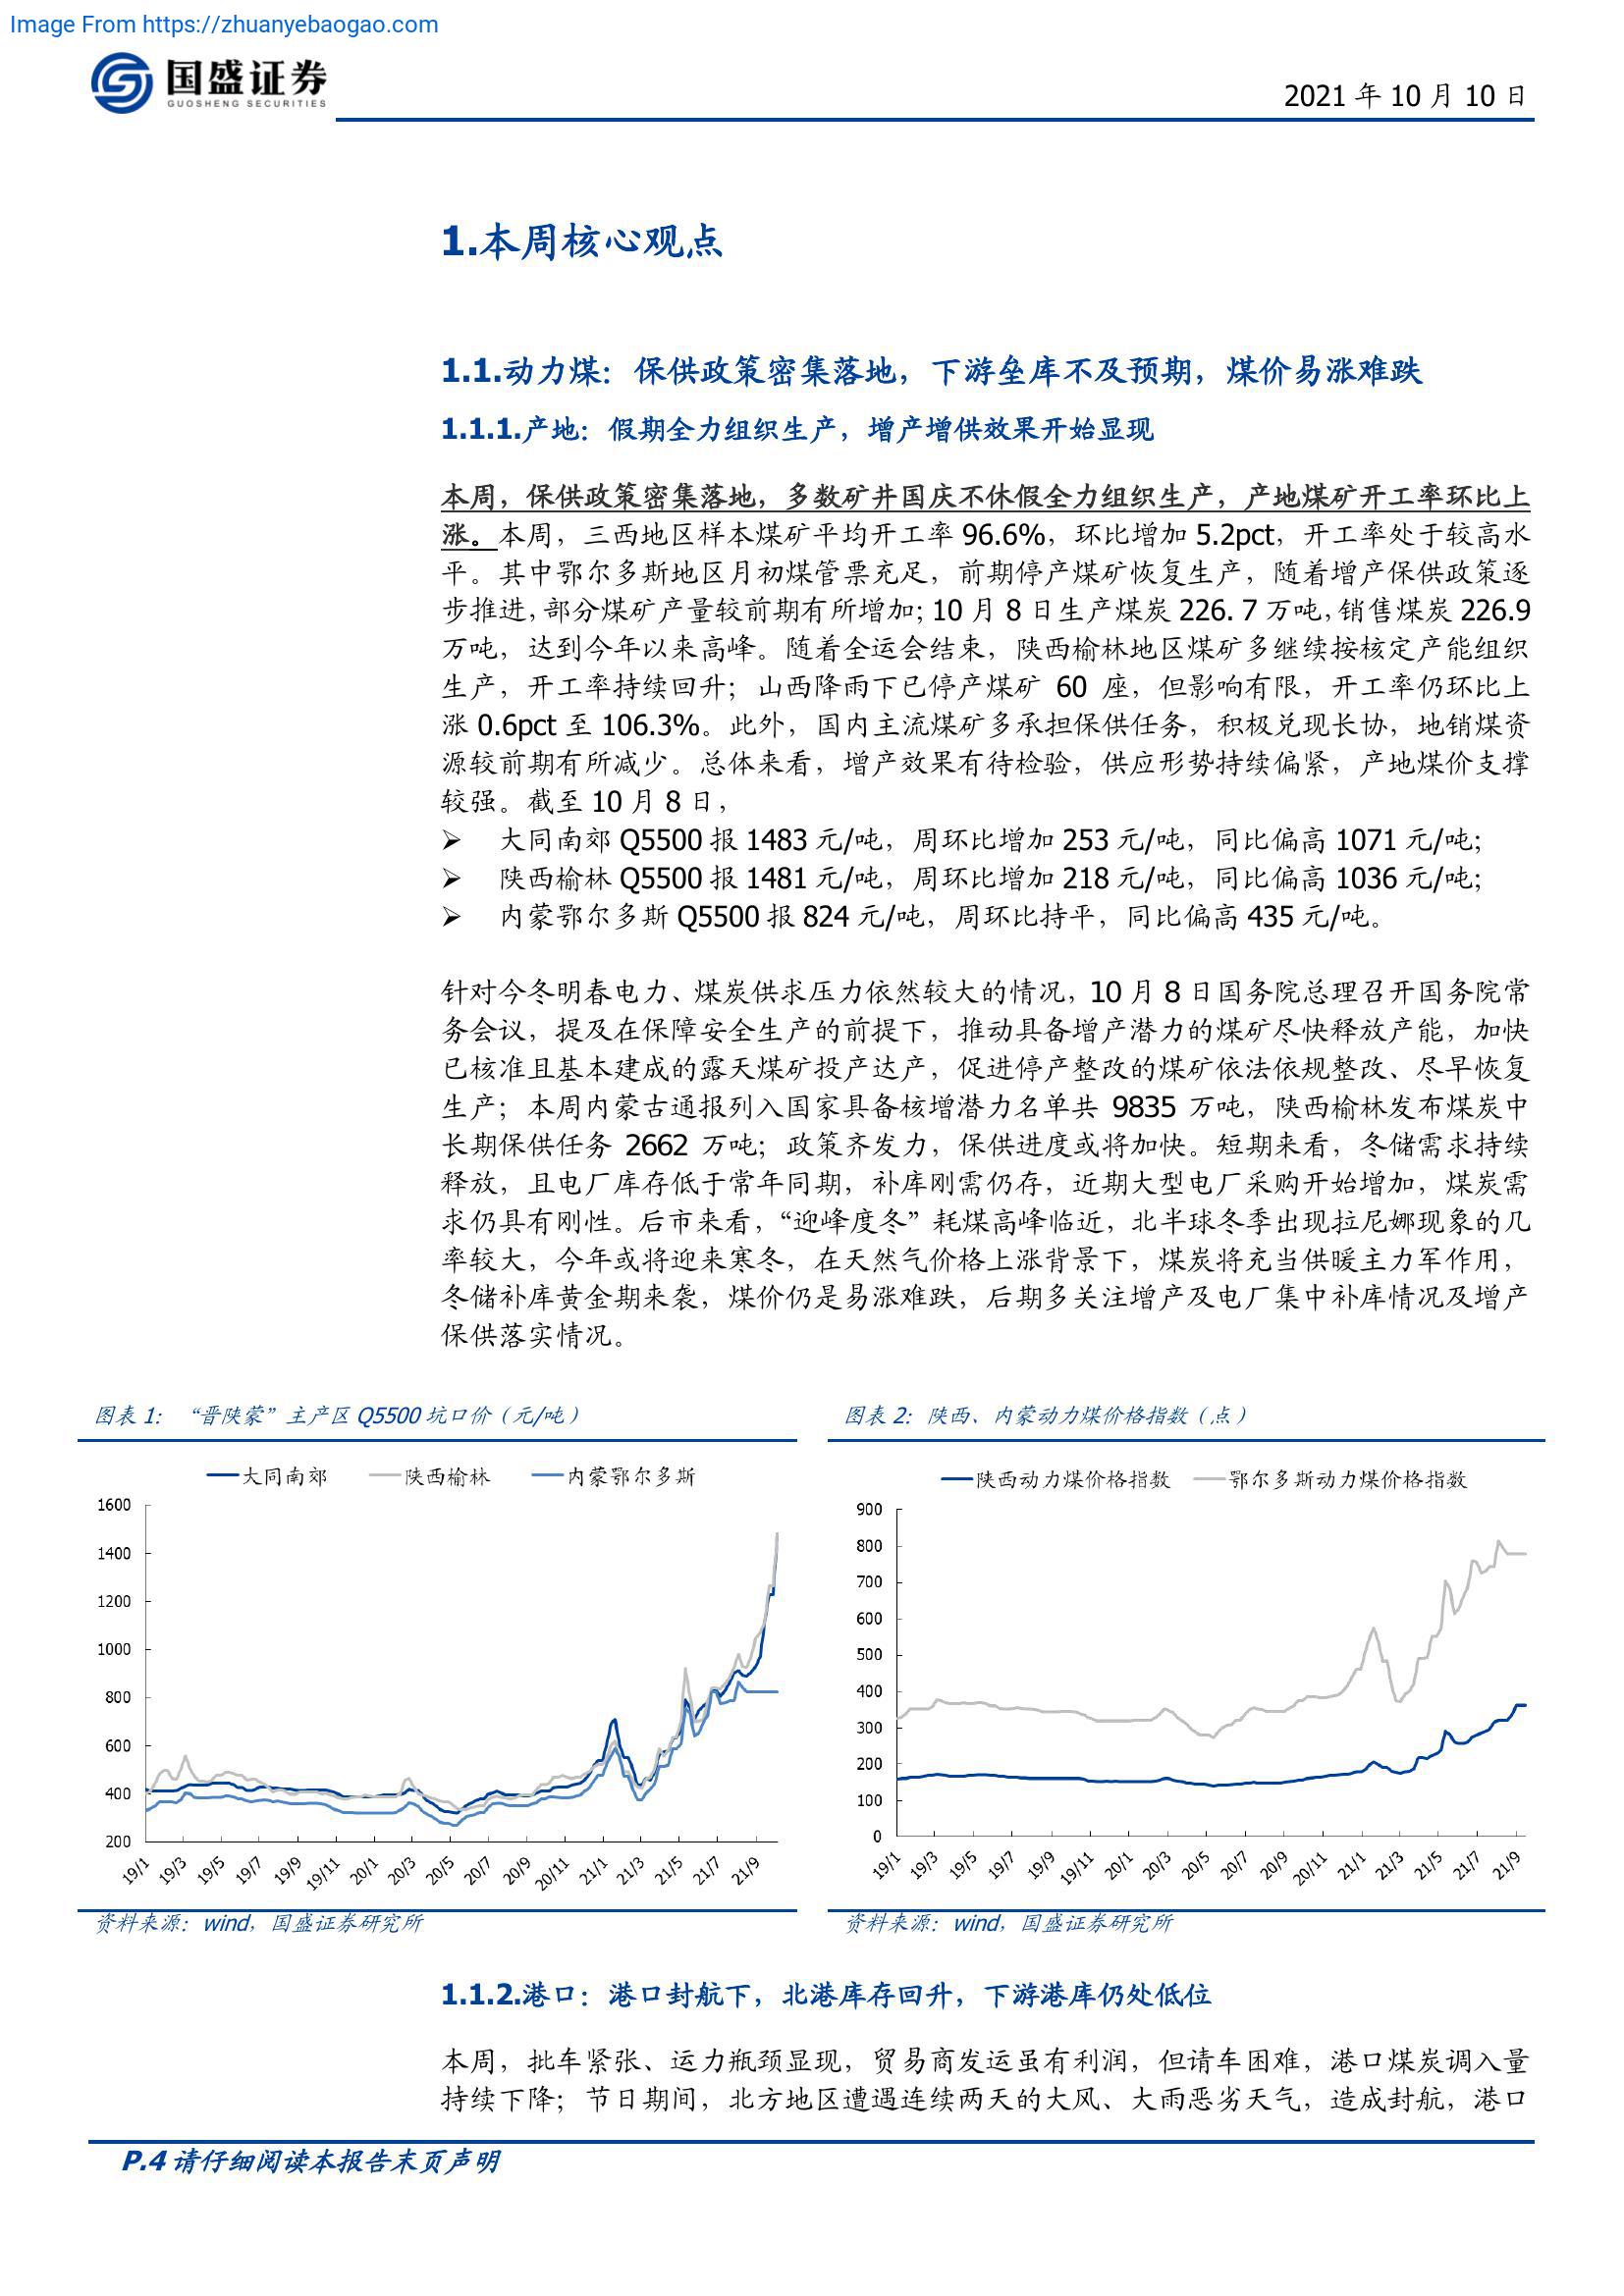 Image From https://zhuanyebaogao.com
国盛证券
GUOSHENG SECURITIES
2021 年 10 月 10 日
1.本周核心观点
1.1.动力煤：保供政策密集落地，下游垒库不及预期，煤价易涨难跌
1.1.1.产地：假期全力组织生产，增产增供效果开始显现
本周，保供政策密集落地，多数矿井国庆不休假全力组织生产，产地煤矿开工率环比上
涨。本周，三西地区样本煤矿平均开工率 96.6%，环比增加 5.2pct，开工率处于较高水
平。其中鄂尔多斯地区月初煤管票充足，前期停产煤矿恢复生产，随着增产保供政策逐
步推进，部分煤矿产量较前期有所增加；10 月 8 日生产煤炭 226. 7 万吨，销售煤炭 226.9
万吨，达到今年以来高峰。随着全运会结束，陕西榆林地区煤矿多继续按核定产能组织
生产，开工率持续回升；山西降雨下已停产煤矿 60 座，但影响有限，开工率仍环比上
涨 0.6pct 至 106.3%。此外，国内主流煤矿多承担保供任务，积极兑现长协，地销煤资
源较前期有所减少。总体来看，增产效果有待检验，供应形势持续偏紧，产地煤价支撑
较强。截至 10 月 8 日，
➢ 大同南郊 Q5500 报 1483 元/吨，周环比增加 253 元/吨，同比偏高 1071 元/吨；
➢ 陕西榆林 Q5500 报 1481 元/吨，周环比增加 218 元/吨，同比偏高 1036 元/吨；
➢ 内蒙鄂尔多斯 Q5500 报 824 元/吨，周环比持平，同比偏高 435 元/吨。
针对今冬明春电力、煤炭供求压力依然较大的情况，10 月 8 日国务院总理召开国务院常
务会议，提及在保障安全生产的前提下，推动具备增产潜力的煤矿尽快释放产能，加快
已核准且基本建成的露天煤矿投产达产，促进停产整改的煤矿依法依规整改、尽早恢复
生产；本周内蒙古通报列入国家具备核增潜力名单共 9835 万吨，陕西榆林发布煤炭中
长期保供任务 2662 万吨；政策齐发力，保供进度或将加快。短期来看，冬储需求持续
释放，且电厂库存低于常年同期，补库刚需仍存，近期大型电厂采购开始增加，煤炭需
求仍具有刚性。后市来看，“迎峰度冬”耗煤高峰临近，北半球冬季出现拉尼娜现象的几
率较大，今年或将迎来寒冬，在天然气价格上涨背景下，煤炭将充当供暖主力军作用，
冬储补库黄金期来袭，煤价仍是易涨难跌，后期多关注增产及电厂集中补库情况及增产
保供落实情况。
图表 1：“晋陕蒙”主产区 Q5500 坑口价（元/吨）
大同南郊 陕西榆林 内蒙鄂尔多斯
1600
1400
1200
1000
800
600
400
200
19/1 19/3 19/5 19/7 19/9 19/11 20/1 20/3 20/5 20/7 20/9 20/11 21/1 21/3 21/5 21/7 21/9
资料来源：wind，国盛证券研究所
图表 2：陕西、内蒙动力煤价格指数（点）
陕西动力煤价格指数 鄂尔多斯动力煤价格指数
900
800
700
600
500
400
300
200
100
0
19/1 19/3 19/5 19/7 19/9 19/11 20/1 20/3 20/5 20/7 20/9 20/11 21/1 21/3 21/5 21/7 21/9
资料来源：wind，国盛证券研究所
1.1.2.港口：港口封航下，北港库存回升，下游港库仍处低位
本周，批车紧张、运力瓶颈显现，贸易商发运虽有利润，但请车困难，港口煤炭调入量
持续下降；节日期间，北方地区遭遇连续两天的大风、大雨恶劣天气，造成封航，港口
P.4 请仔细阅读本报告末页声明